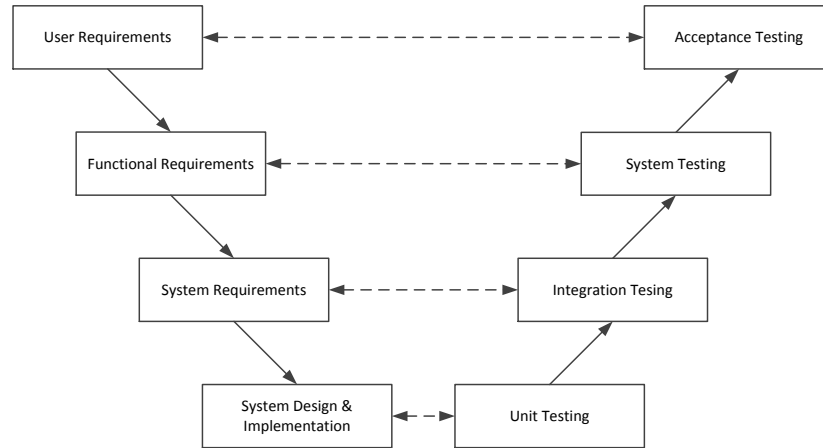 User Requirements
Acceptance Testing
Functional Requirements
System Testing
System Requirements
Integration Tesing
System Design &
Implementation
Unit Testing